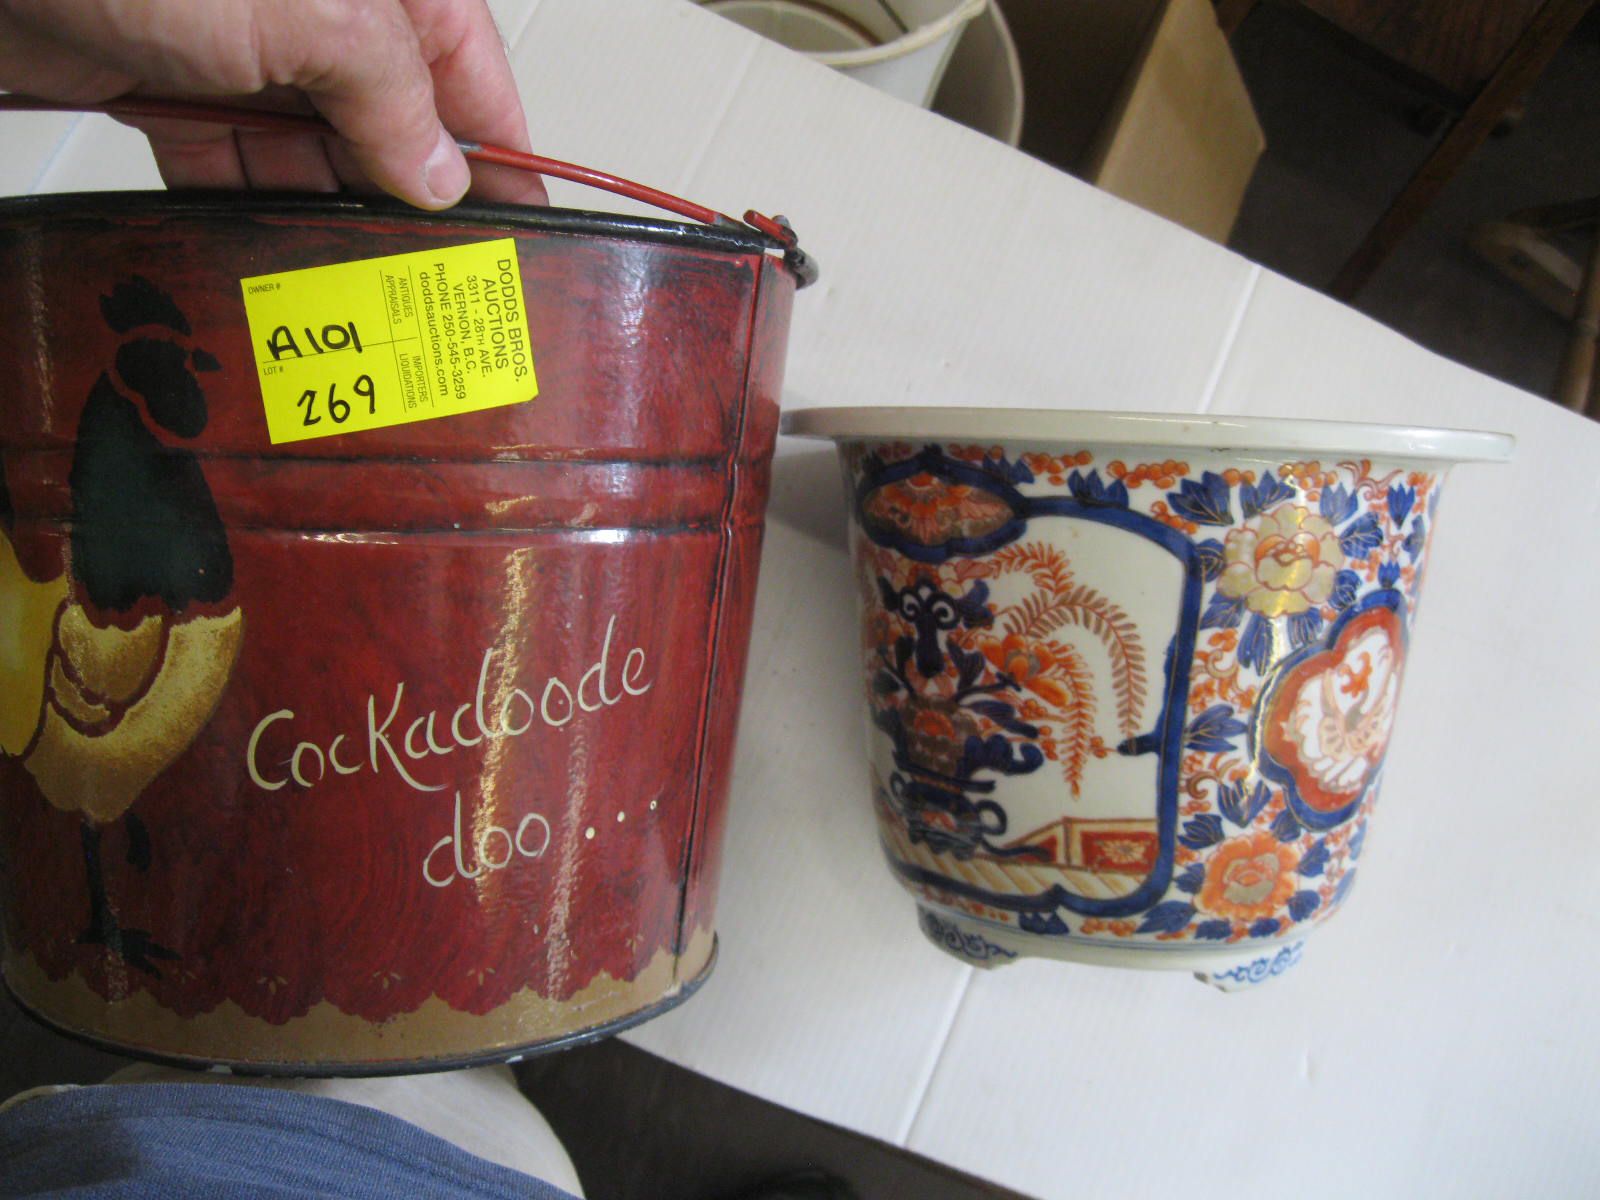 DODDS BROS.
AUCTIONS
3311 - 28TH AVE.
VERNON, B.C.
PHONE 250-545-3259
doddsauctions.com
ANTIQUES
APPRAISALS
IMPORTERS
LIQUIDATIONS
OWNER #
A101
LOT #
269
Cockadoode
doo...